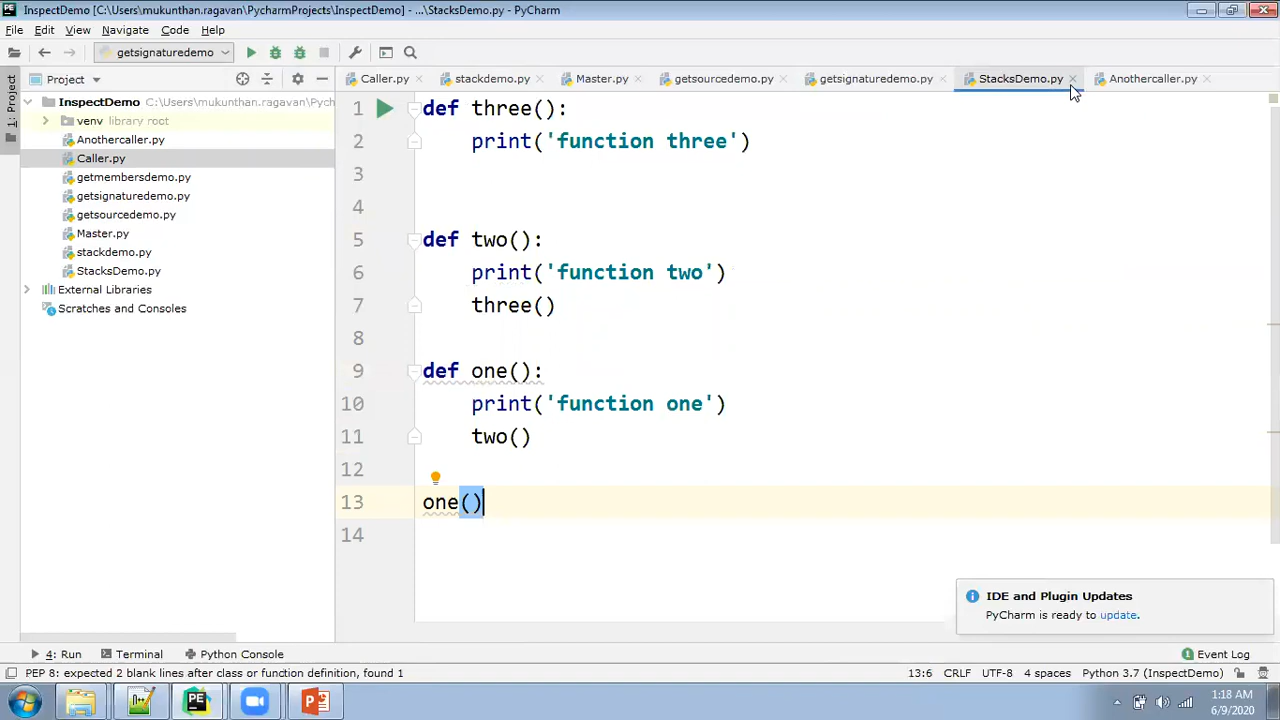 InspectDemo [C:\Users\mukunthan.ragavan\PycharmProjects\InspectDemo] - ...\StacksDemo.py - PyCharm
File Edit View Navigate Code Help
getsignaturedemo
Project
Caller.py stackdemo.py Master.py getsourcedemo.py getsignaturedemo.py StacksDemo.py Anothercaller.py
1: Project
InspectDemo C:\Users\mukunthan.ragavan\Pych
venv library root
Anothercaller.py
Caller.py
getmembersdemo.py
getsignaturedemo.py
getsourcedemo.py
Master.py
stackdemo.py
StacksDemo.py
External Libraries
Scratches and Consoles
1 def three():
2 print('function three')
3
4
5 def two():
6 print('function two')
7 three()
8
9 def one():
10 print('function one')
11 two()
12
13 one()
14
IDE and Plugin Updates
PyCharm is ready to update.
4: Run Terminal Python Console Event Log
PEP 8: expected 2 blank lines after class or function definition, found 1 13:6 CRLF UTF-8 4 spaces Python 3.7 (InspectDemo)
1:18 AM
6/9/2020